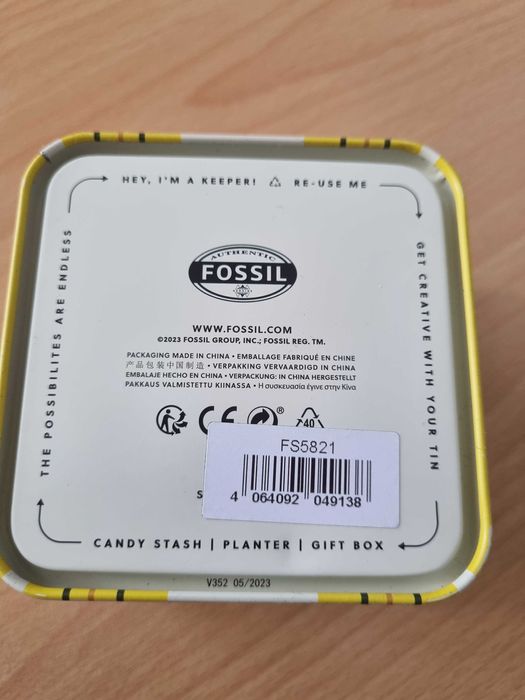 HEY, I'M A KEEPER! RE-USE ME
GET CREATIVE WITH YOUR TIN
THE POSSIBILITES ARE ENDLESS
AUTHENTIC
FOSSIL
WWW.FOSSIL.COM
©2023 FOSSIL GROUP, INC.; FOSSIL REG. TM.
PACKAGING MADE IN CHINA • EMBALLAGE FABRIQUÉ EN CHINE
产品包装中国制造 • VERPAKKING VERVAARDIGD IN CHINA
EMBALAJE HECHO EN CHINA • VERPACKUNG: IN CHINA HERGESTELLT
PAKKAUS VALMISTETTU KIINASSA • Η συσκευασία έγινε στην Κίνα
CE ® 40
FS5821
4 064092 049138
CANDY STASH | PLANTER | GIFT BOX
V352 05/2023